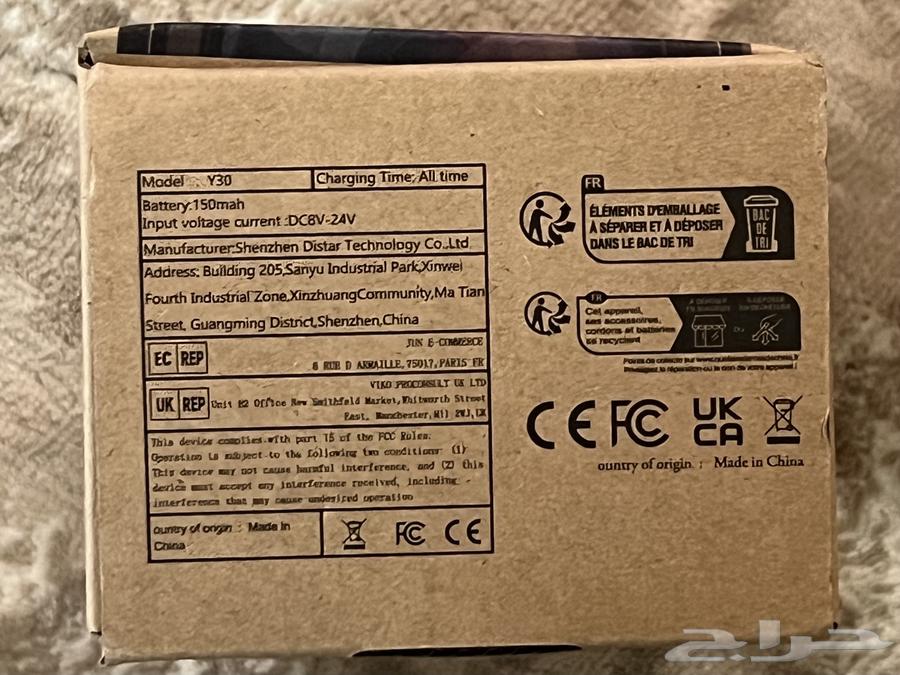 Model : Y30
Charging Time: All time
Battery:150mah
Input voltage current :DC8V-24V
Manufacturer:Shenzhen Distar Technology Co.,Ltd
Address: Building 205,Sanyu Industrial Park,Xinwei
Fourth Industrial Zone,XinzhuangCommunity,Ma Tian
Street, Guangming District,Shenzhen,China
EC REP
JUN E-COMMERCE
8 RUE D ARMAILLE,75017,PARIS FR
UK REP
VIKO PROCONSULT UK LTD
Unit E2 Office New Smithfield Market,Whitworth Street
East, Manchester,M11 2WJ,UK
This device complies with part 15 of the FCC Rules.
Operation is subject to the following two conditions: (1)
This device may not cause harmful interference, and (2) this
device must accept any interference received, including
interference that may cause undesired operation
ountry of origin : Made in
China
FC CE
FR
ÉLÉMENTS D'EMBALLAGE
À SÉPARER ET À DÉPOSER
DANS LE BAC DE TRI
BAC
DE
TRI
FR
Cet appareil,
ses accessoires,
cordons et batteries
se recyclent
CE FC UK
CA
ountry of origin : Made in China
حراج